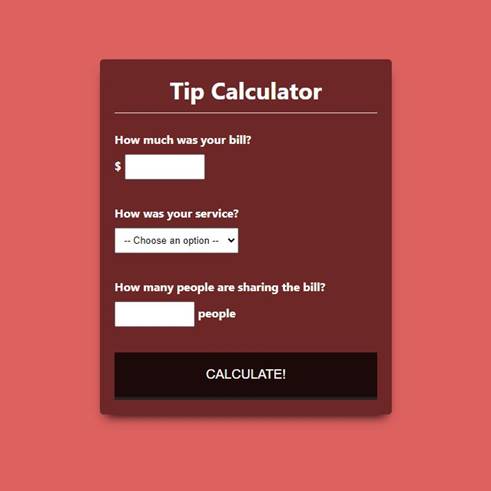 Tip Calculator
How much was your bill?
$
How was your service?
-- Choose an option --
How many people are sharing the bill?
people
CALCULATE!